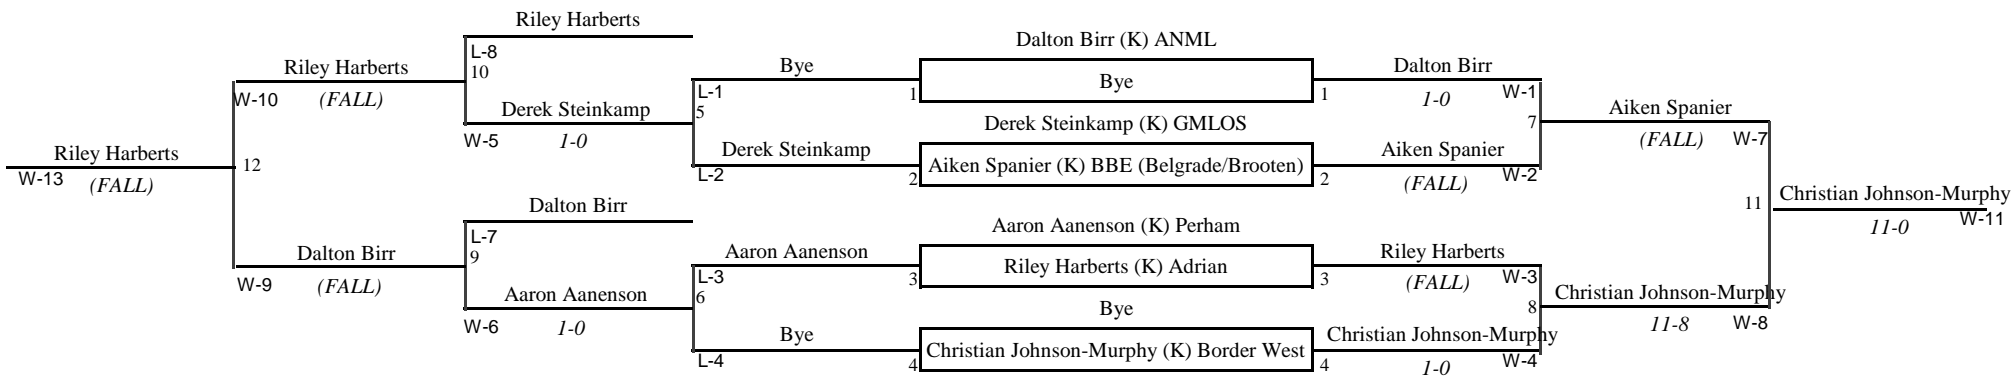 Riley Harberts
L-8
10
Riley Harberts
W-10
(FALL)
Derek Steinkamp
W-5
1-0
Riley Harberts
W-13
(FALL)
12
Dalton Birr
L-7
9
Dalton Birr
W-9
(FALL)
Aaron Aanenson
W-6
1-0
Bye
L-1
5
1
Derek Steinkamp
L-2
2
Aaron Aanenson
L-3
6
3
Bye
L-4
4
Dalton Birr (K) ANML
Bye
Derek Steinkamp (K) GMLOS
Aiken Spanier (K) BBE (Belgrade/Brooten)
Aaron Aanenson (K) Perham
Riley Harberts (K) Adrian
Bye
Christian Johnson-Murphy (K) Border West
Dalton Birr
1
1-0
W-1
7
Aiken Spanier
2
(FALL)
W-2
Riley Harberts
3
(FALL)
W-3
8
Christian Johnson-Murphy
4
1-0
W-4
Aiken Spanier
(FALL)
W-7
11
Christian Johnson-Murphy
11-8
W-8
Christian Johnson-Murphy
11-0
W-11